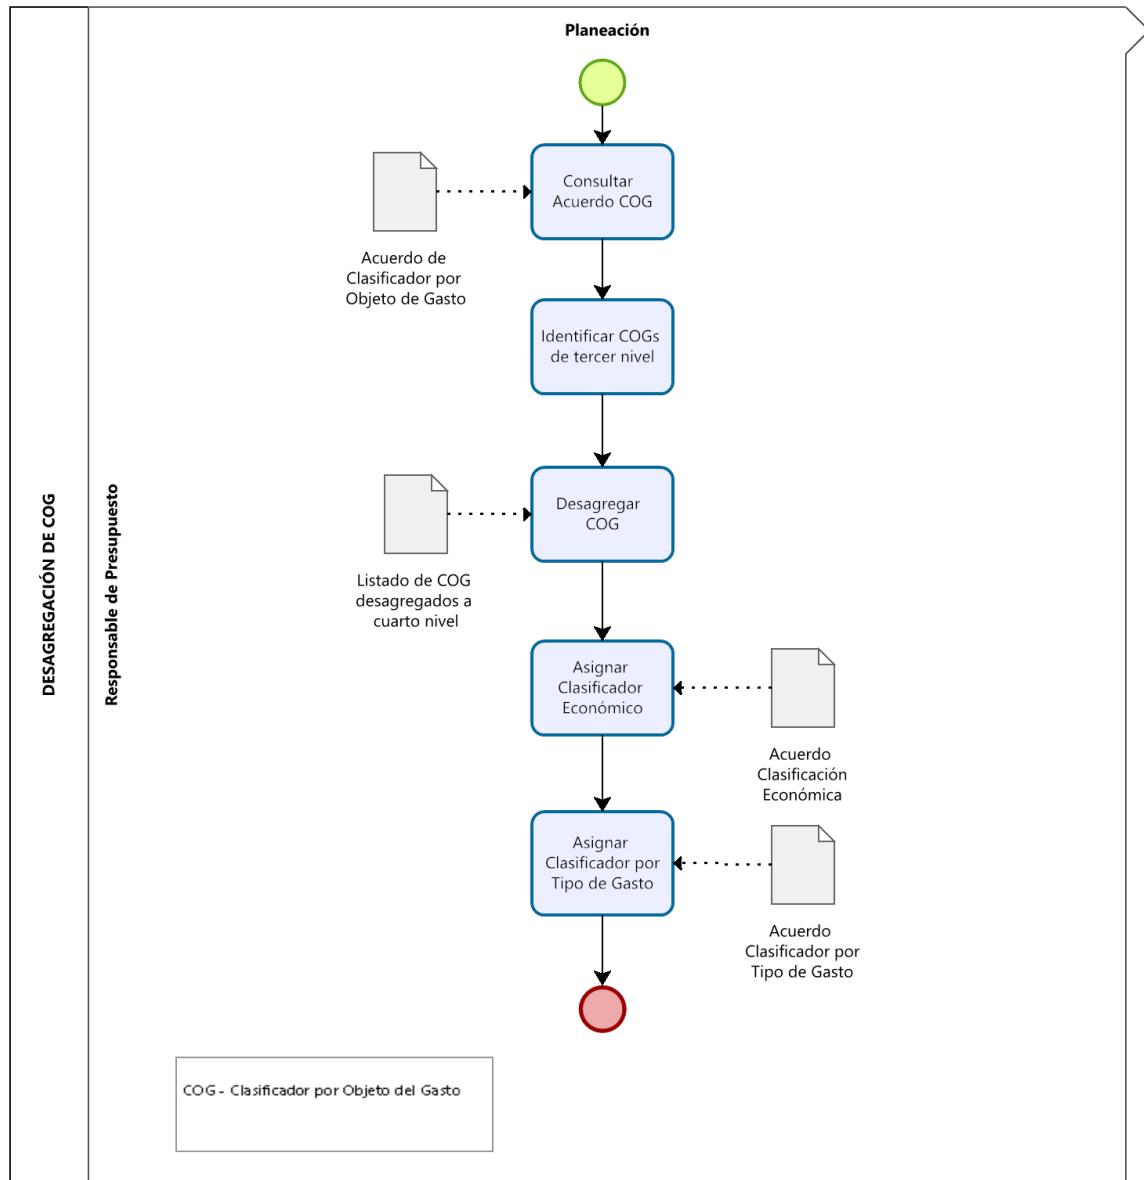 Planeación
DESAGREGACIÓN DE COG
Responsable de Presupuesto
Consultar
Acuerdo COG
Acuerdo de
Clasificador por
Objeto de Gasto
Identificar COGs
de tercer nivel
Desagregar
COG
Listado de COG
desagregados a
cuarto nivel
Asignar
Clasificador
Económico
Acuerdo
Clasificación
Económica
Asignar
Clasificador por
Tipo de Gasto
Acuerdo
Clasificador por
Tipo de Gasto
COG - Clasificador por Objeto del Gasto